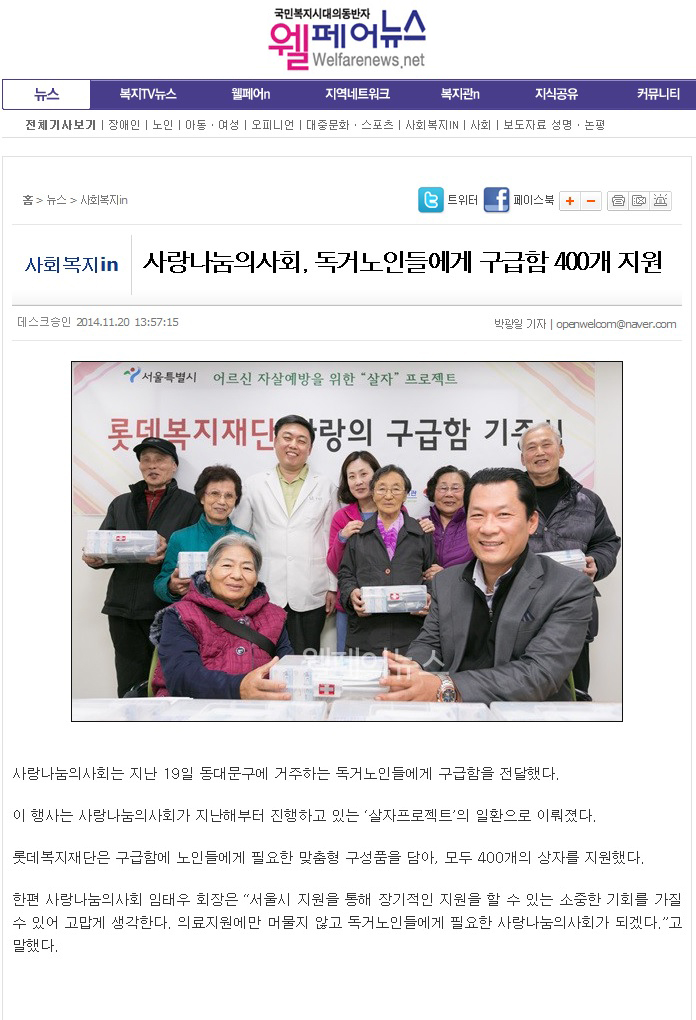 국민복지시대의동반자
웰페어뉴스
Welfarenews.net
뉴스 복지TV뉴스 웰페어n 지역네트워크 복지관n 지식공유 커뮤니티
전체기사보기 | 장애인 | 노인 | 아동·여성 | 오피니언 | 대중문화·스포츠 | 사회복지IN | 사회 | 보도자료 성명·논평
홈 > 뉴스 > 사회복지in
트위터 페이스북
사회복지in 사랑나눔의사회, 독거노인들에게 구급함 400개 지원
데스크승인 2014.11.20 13:57:15 박광일 기자 | openwelcom@naver.com
서울특별시 어르신 자살예방을 위한 “살자” 프로젝트
롯데복지재단 사랑의 구급함
웰페어뉴스
사랑나눔의사회는 지난 19일 동대문구에 거주하는 독거노인들에게 구급함을 전달했다.
이 행사는 사랑나눔의사회가 지난해부터 진행하고 있는 ‘살자프로젝트’의 일환으로 이뤄졌다.
롯데복지재단은 구급함에 노인들에게 필요한 맞춤형 구성품을 담아, 모두 400개의 상자를 지원했다.
한편 사랑나눔의사회 임태우 회장은 “서울시 지원을 통해 장기적인 지원을 할 수 있는 소중한 기회를 가질
수 있어 고맙게 생각한다. 의료지원에만 머물지 않고 독거노인들에게 필요한 사랑나눔의사회가 되겠다.”고
말했다.